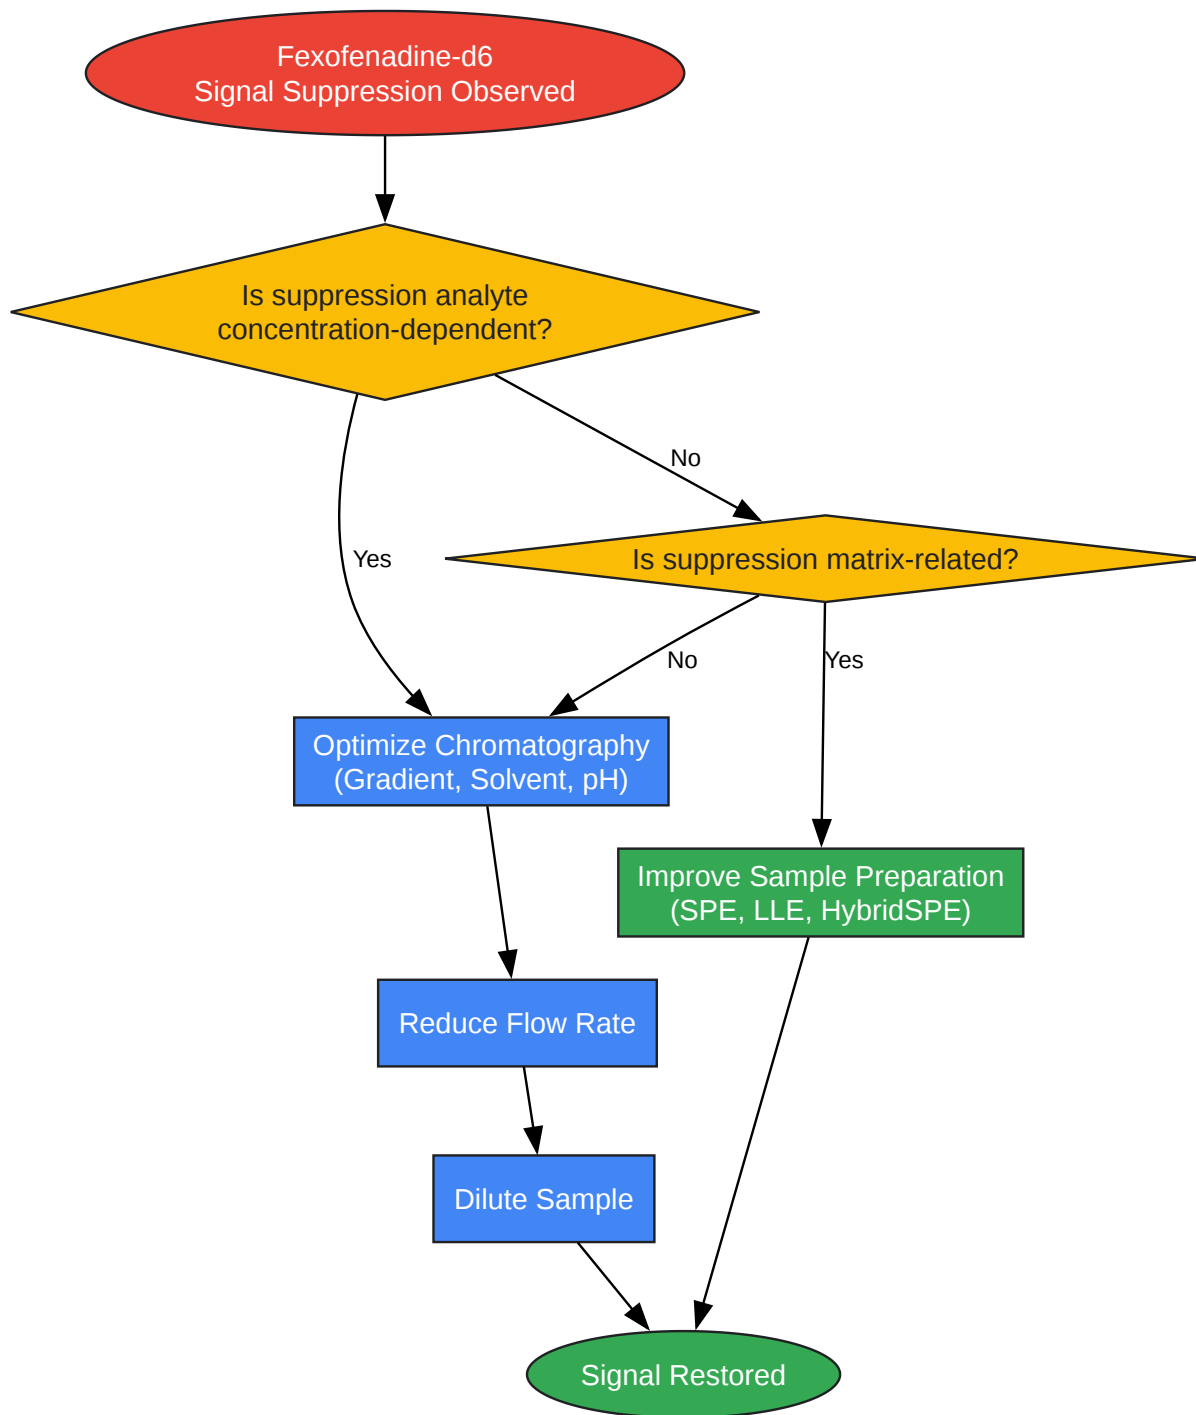 Fexofenadine-d6
Signal Suppression Observed
Is suppression analyte
concentration-dependent?
No
Yes
Is suppression matrix-related?
No
Yes
Optimize Chromatography
(Gradient, Solvent, pH)
Improve Sample Preparation
(SPE, LLE, HybridSPE)
Reduce Flow Rate
Dilute Sample
Signal Restored